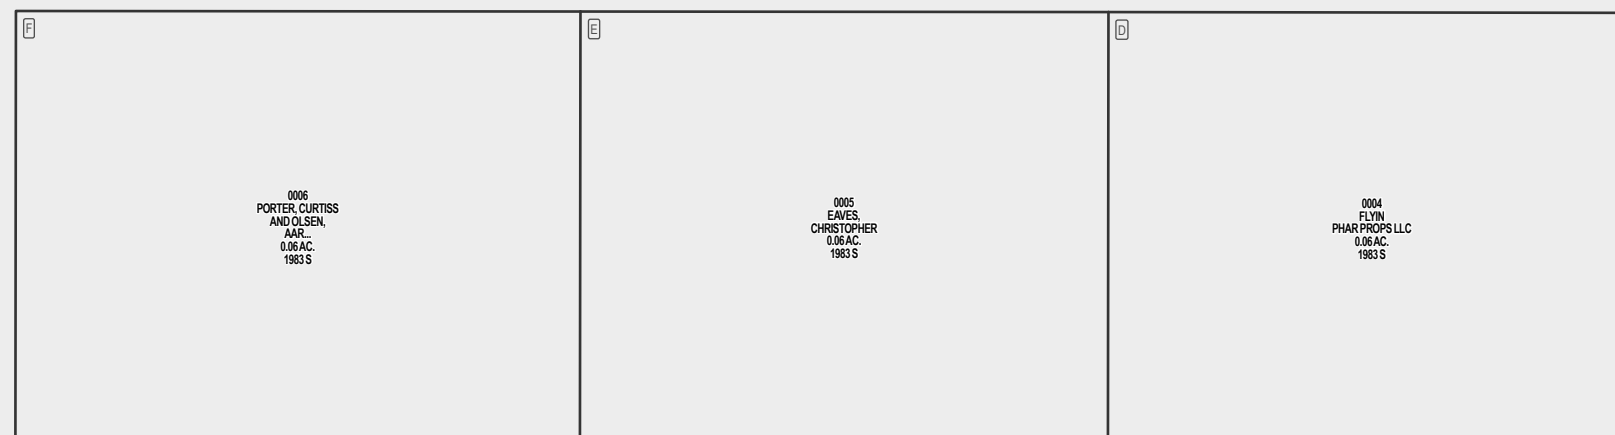 F
E
D
0006
PORTER, CURTISS
AND OLSEN,
AAR...
0.06 AC.
1983 S
0005
EAVES,
CHRISTOPHER
0.06 AC.
1983 S
0004
FLYIN
PHAR PROPS LLC
0.06 AC.
1983 S